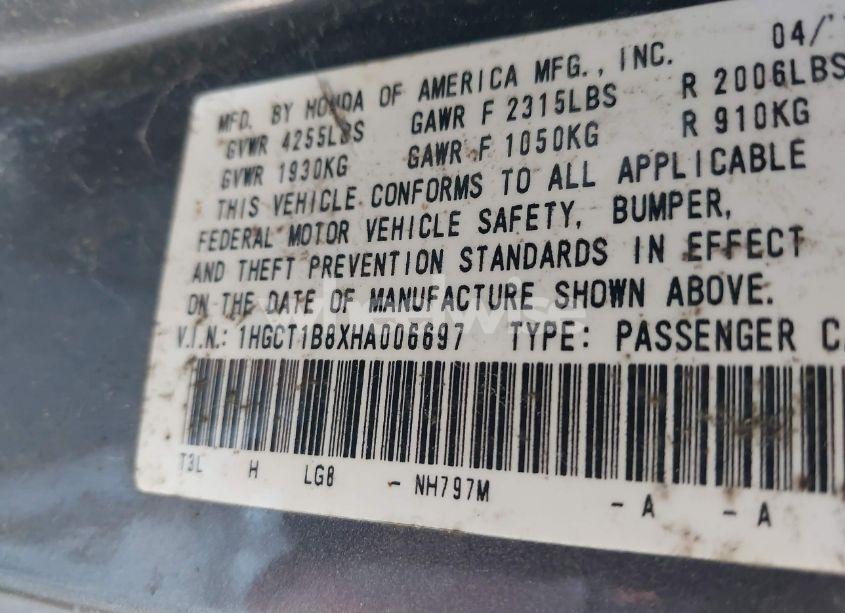 MFD. BY HONDA OF AMERICA MFG., INC. 04/
GVWR 4255LBS GAWR F 2315LBS R 2006LBS
GVWR 1930KG GAWR F 1050KG R 910KG
THIS VEHICLE CONFORMS TO ALL APPLICABLE
FEDERAL MOTOR VEHICLE SAFETY, BUMPER,
AND THEFT PREVENTION STANDARDS IN EFFECT
ON THE DATE OF MANUFACTURE SHOWN ABOVE.
V.I.N.: 1HGCT1B8XHA006697 TYPE: PASSENGER
T3L H LG8 - NH797M - A - A